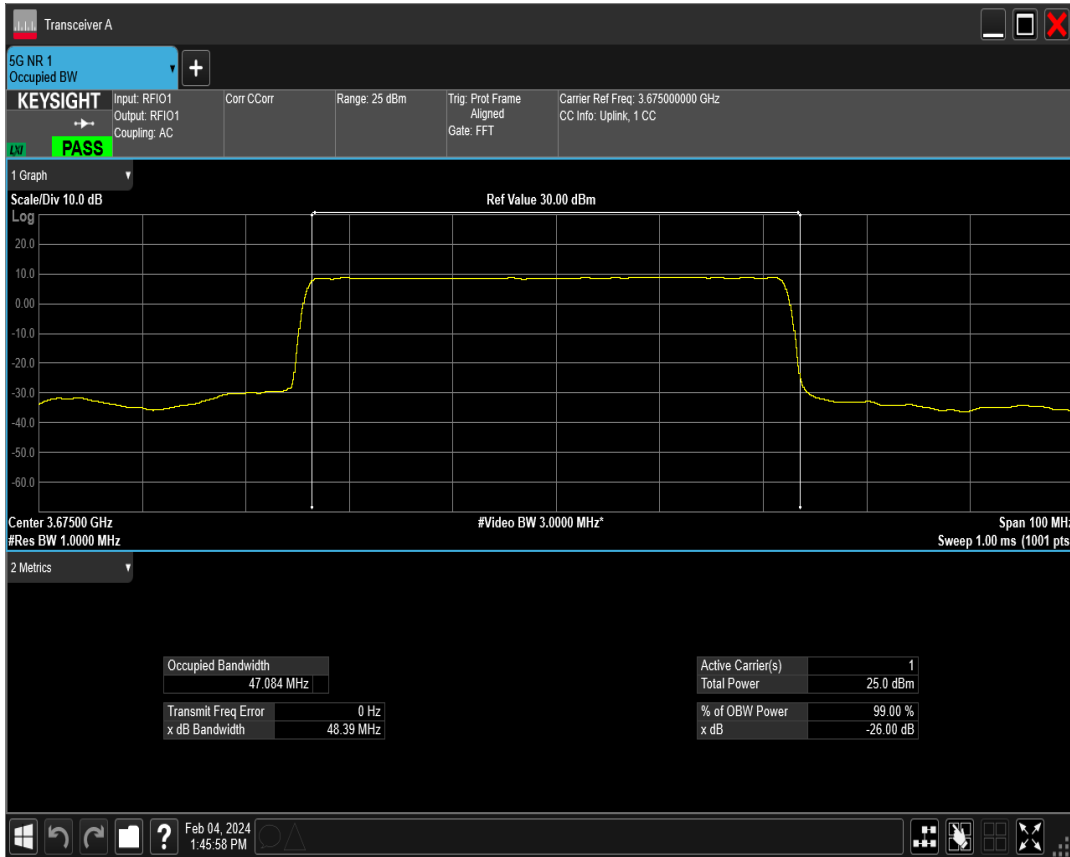 Transceiver A
5G NR 1
Occupied BW
+
KEYSIGHT
LXI
PASS
Input: RFIO1
Output: RFIO1
Coupling: AC
Corr CCorr
Range: 25 dBm
Trig: Prot Frame
Aligned
Gate: FFT
Carrier Ref Freq: 3.675000000 GHz
CC Info: Uplink, 1 CC
1 Graph
Scale/Div 10.0 dB
Ref Value 30.00 dBm
Log
20.0
10.0
0.00
-10.0
-20.0
-30.0
-40.0
-50.0
-60.0
Center 3.67500 GHz
#Video BW 3.0000 MHz*
Span 100 MHz
#Res BW 1.0000 MHz
Sweep 1.00 ms (1001 pts
2 Metrics
Occupied Bandwidth
47.084 MHz
Transmit Freq Error 0 Hz
x dB Bandwidth 48.39 MHz
Active Carrier(s) 1
Total Power 25.0 dBm
% of OBW Power 99.00 %
x dB -26.00 dB
?
Feb 04, 2024
1:45:58 PM